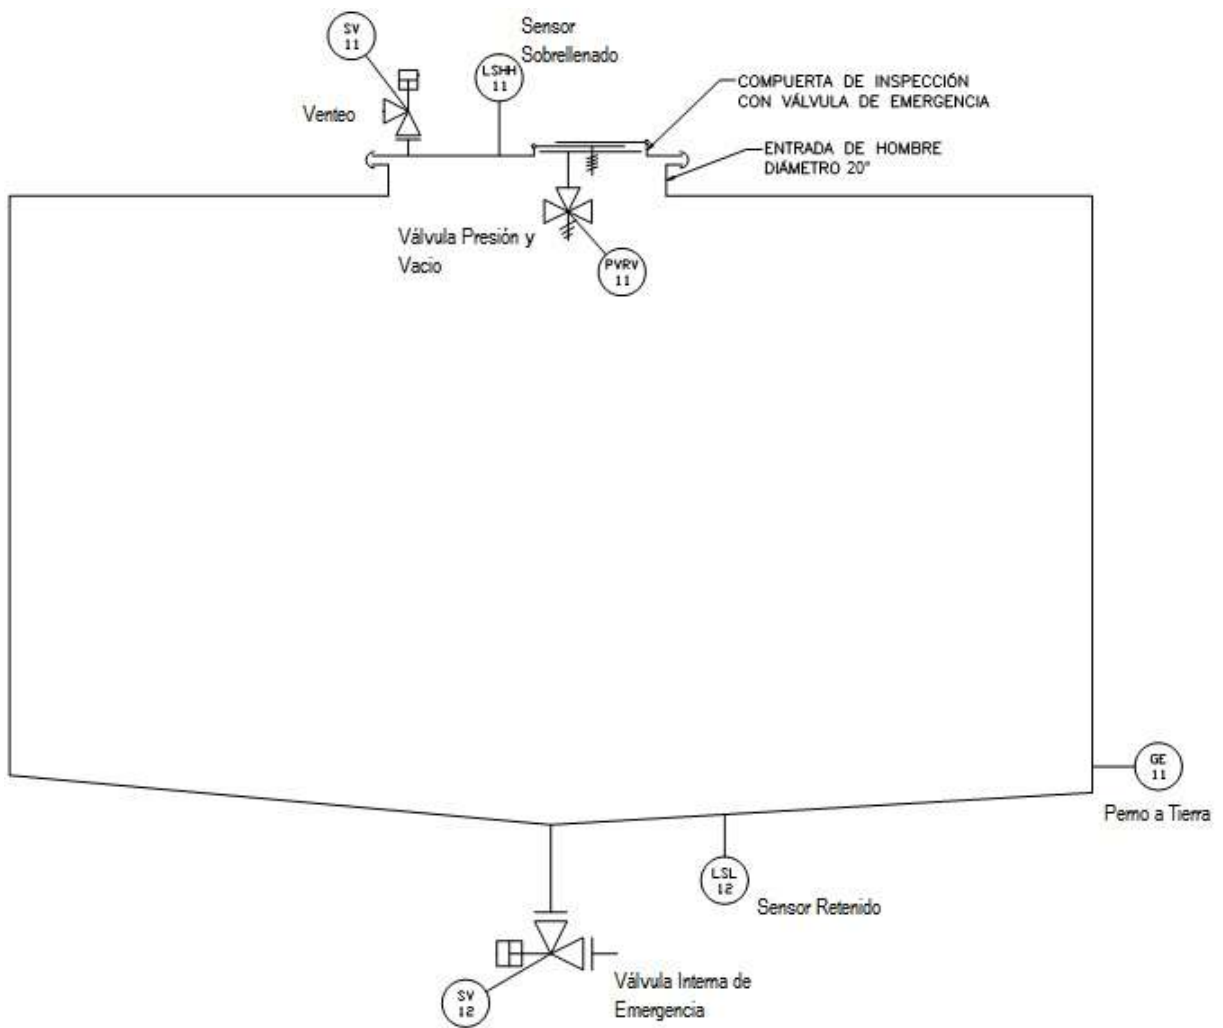 SV
11
Sensor
Sobrellenado
LSHH
11
Venteo
COMPUERTA DE INSPECCIÓN
CON VÁLVULA DE EMERGENCIA
ENTRADA DE HOMBRE
DIÁMETRO 20"
Válvula Presión y
Vacio
PVRV
11
GE
11
Perno a Tierra
LSL
12
Sensor Retenido
Válvula Interna de
Emergencia
SV
12